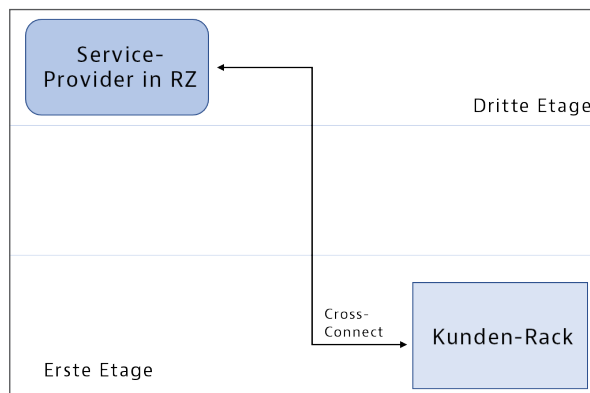 Service-
Provider in RZ
Dritte Etage
Cross-
Connect
Kunden-Rack
Erste Etage